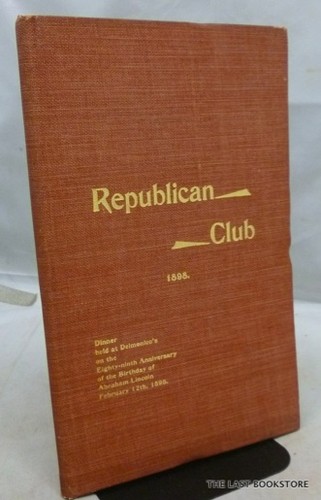 Republican
Club
1898.
Dinner
held at Delmonico's
on the
Eighty-ninth Anniversary
of the Birthday of
Abraham Lincoln
February 12th, 1898.
THE LAST BOOKSTORE